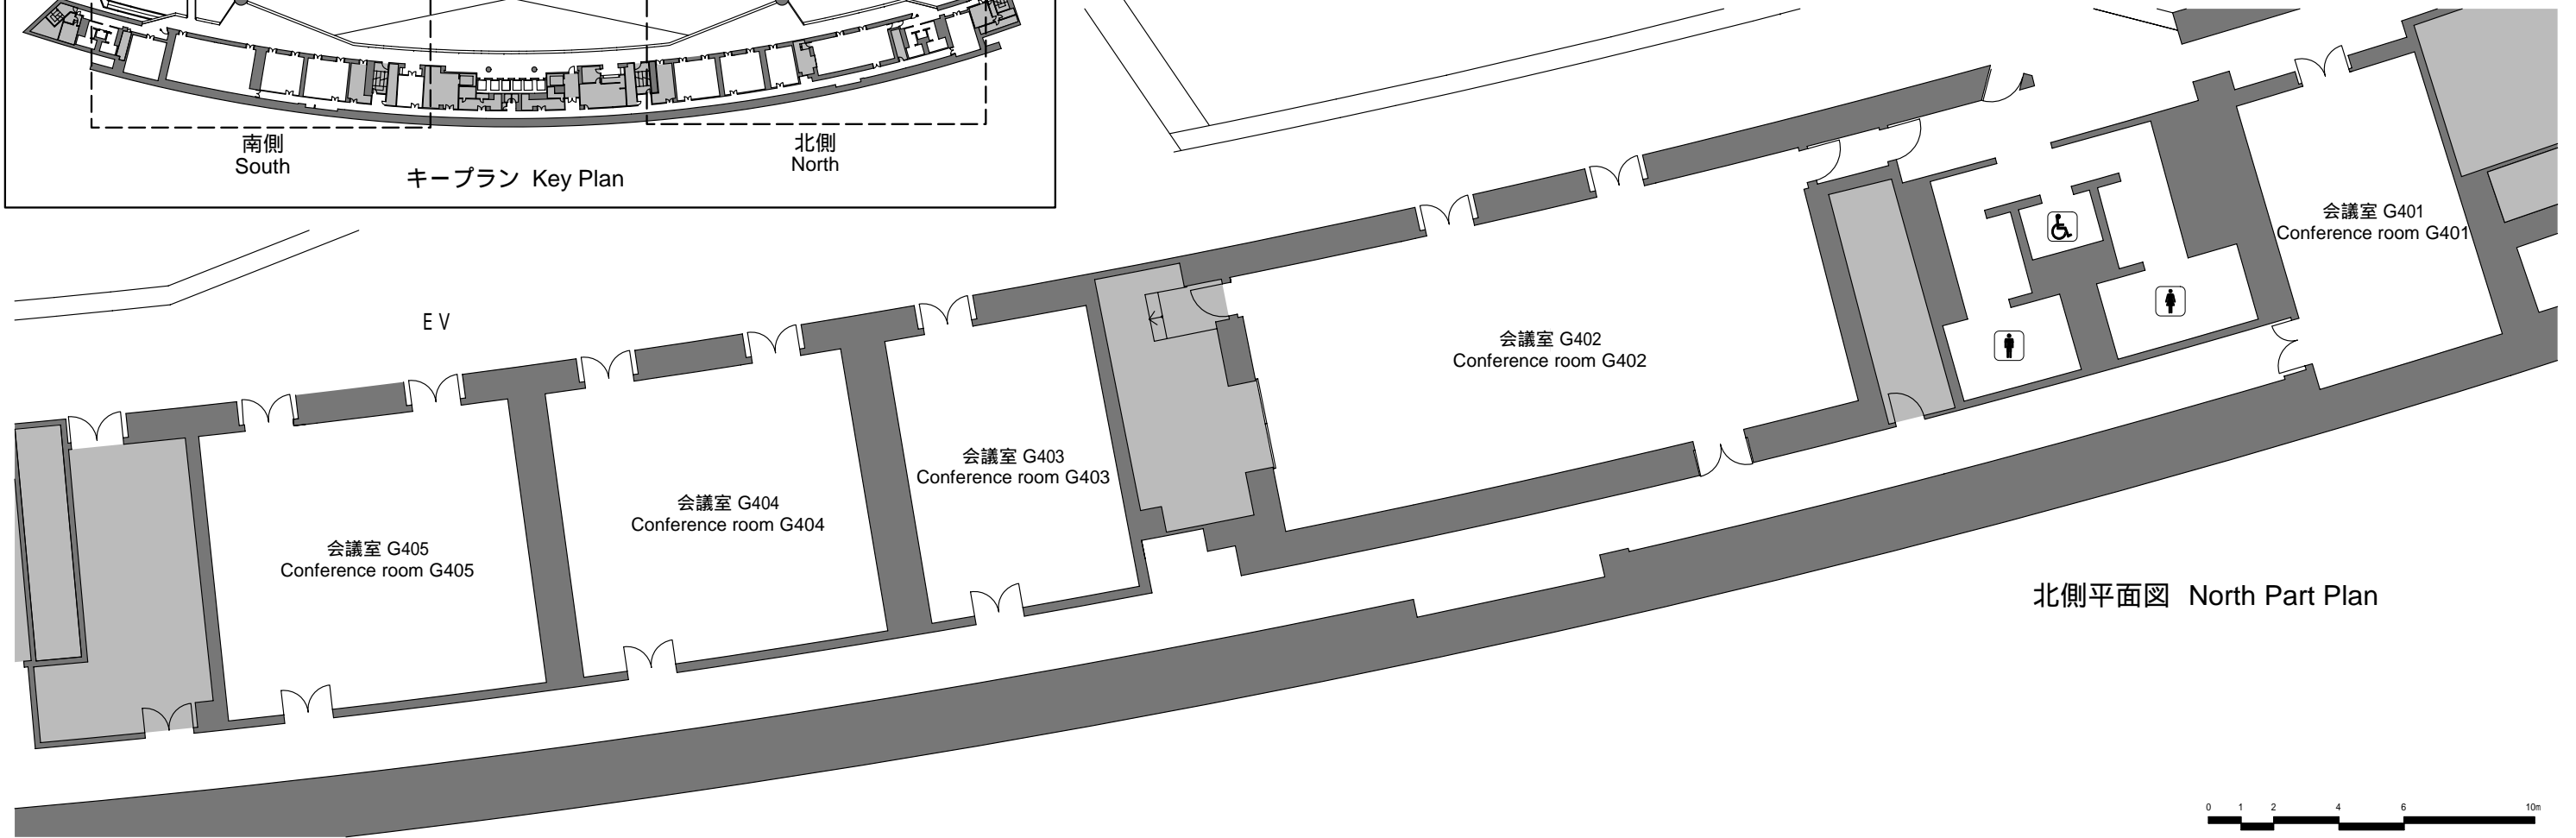 南側
South
北側
North
キープラン Key Plan
EV
会議室 G401
Conference room G401
会議室 G402
Conference room G402
会議室 G403
Conference room G403
会議室 G404
Conference room G404
会議室 G405
Conference room G405
北側平面図 North Part Plan
0 1 2 4 6 10m